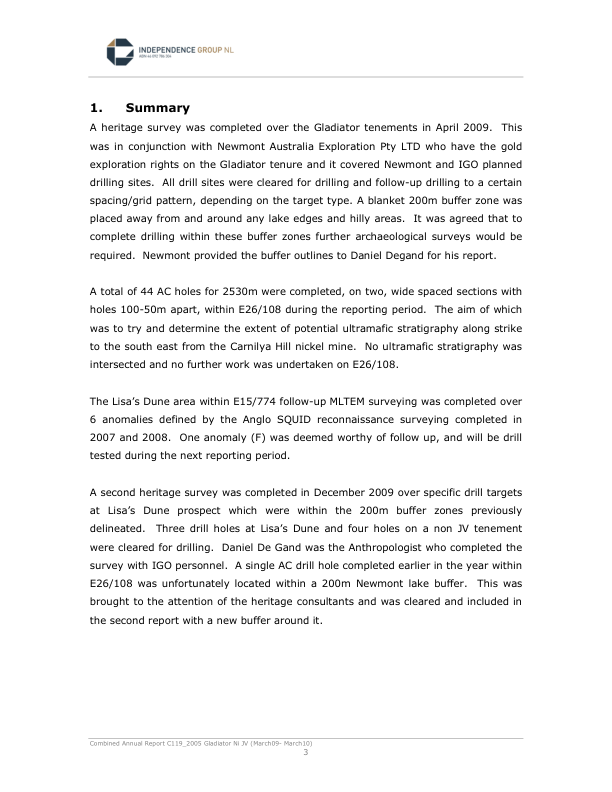 INDEPENDENCE GROUP NL
1. Summary
A heritage survey was completed over the Gladiator tenements in April 2009. This
was in conjunction with Newmont Australia Exploration Pty LTD who have the gold
exploration rights on the Gladiator tenure and it covered Newmont and IGO planned
drilling sites. All drill sites were cleared for drilling and follow-up drilling to a certain
spacing/grid pattern, depending on the target type. A blanket 200m buffer zone was
placed away from and around any lake edges and hilly areas. It was agreed that to
complete drilling within these buffer zones further archaeological surveys would be
required. Newmont provided the buffer outlines to Daniel Degand for his report.
A total of 44 AC holes for 2530m were completed, on two, wide spaced sections with
holes 100-50m apart, within E26/108 during the reporting period. The aim of which
was to try and determine the extent of potential ultramafic stratigraphy along strike
to the south east from the Carnilya Hill nickel mine. No ultramafic stratigraphy was
intersected and no further work was undertaken on E26/108.
The Lisa's Dune area within E15/774 follow-up MLTEM surveying was completed over
6 anomalies defined by the Anglo SQUID reconnaissance surveying completed in
2007 and 2008. One anomaly (F) was deemed worthy of follow up, and will be drill
tested during the next reporting period.
A second heritage survey was completed in December 2009 over specific drill targets
at Lisa's Dune prospect which were within the 200m buffer zones previously
delineated. Three drill holes at Lisa's Dune and four holes on a non JV tenement
were cleared for drilling. Daniel De Gand was the Anthropologist who completed the
survey with IGO personnel. A single AC drill hole completed earlier in the year within
E26/108 was unfortunately located within a 200m Newmont lake buffer. This was
brought to the attention of the heritage consultants and was cleared and included in
the second report with a new buffer around it.
Combined Annual Report C119_2005 Gladiator Ni JV (March09- March10)
3